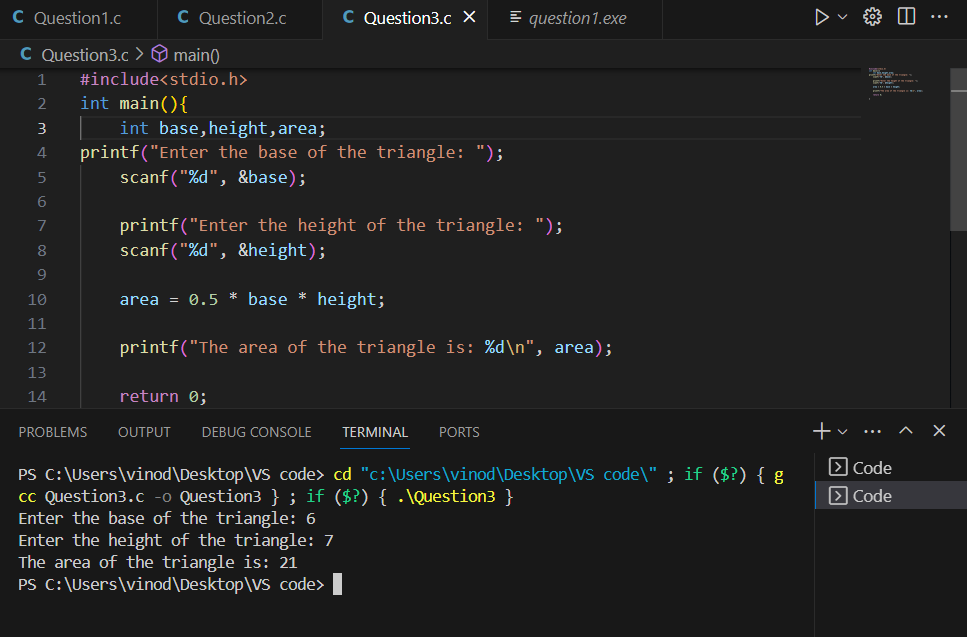 C Question1.c C Question2.c C Question3.c × question1.exe
C Question3.c > main()
1 #include<stdio.h>
2 int main(){
3     int base,height,area;
4 printf("Enter the base of the triangle: ");
5     scanf("%d", &base);
6
7     printf("Enter the height of the triangle: ");
8     scanf("%d", &height);
9
10     area = 0.5 * base * height;
11
12     printf("The area of the triangle is: %d\n", area);
13
14     return 0;
PROBLEMS OUTPUT DEBUG CONSOLE TERMINAL PORTS
PS C:\Users\vinod\Desktop\VS code> cd "c:\Users\vinod\Desktop\VS code\" ; if ($?) { g
cc Question3.c -o Question3 } ; if ($?) { .\Question3 }
Enter the base of the triangle: 6
Enter the height of the triangle: 7
The area of the triangle is: 21
PS C:\Users\vinod\Desktop\VS code>
Code
Code